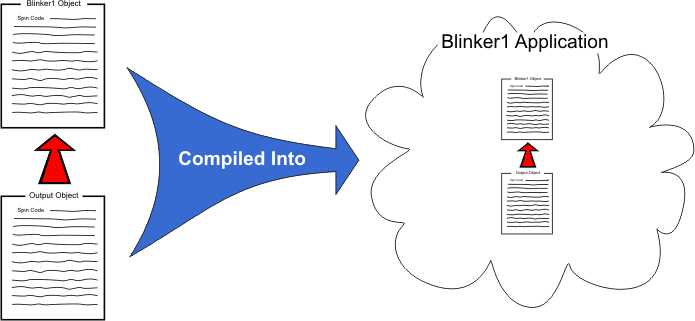 Blinker1 Object
Spin Code
Output Object
Spin Code
Compiled Into
Blinker1 Application
Blinker1 Object
Spin Code
Output Object
Spin Code